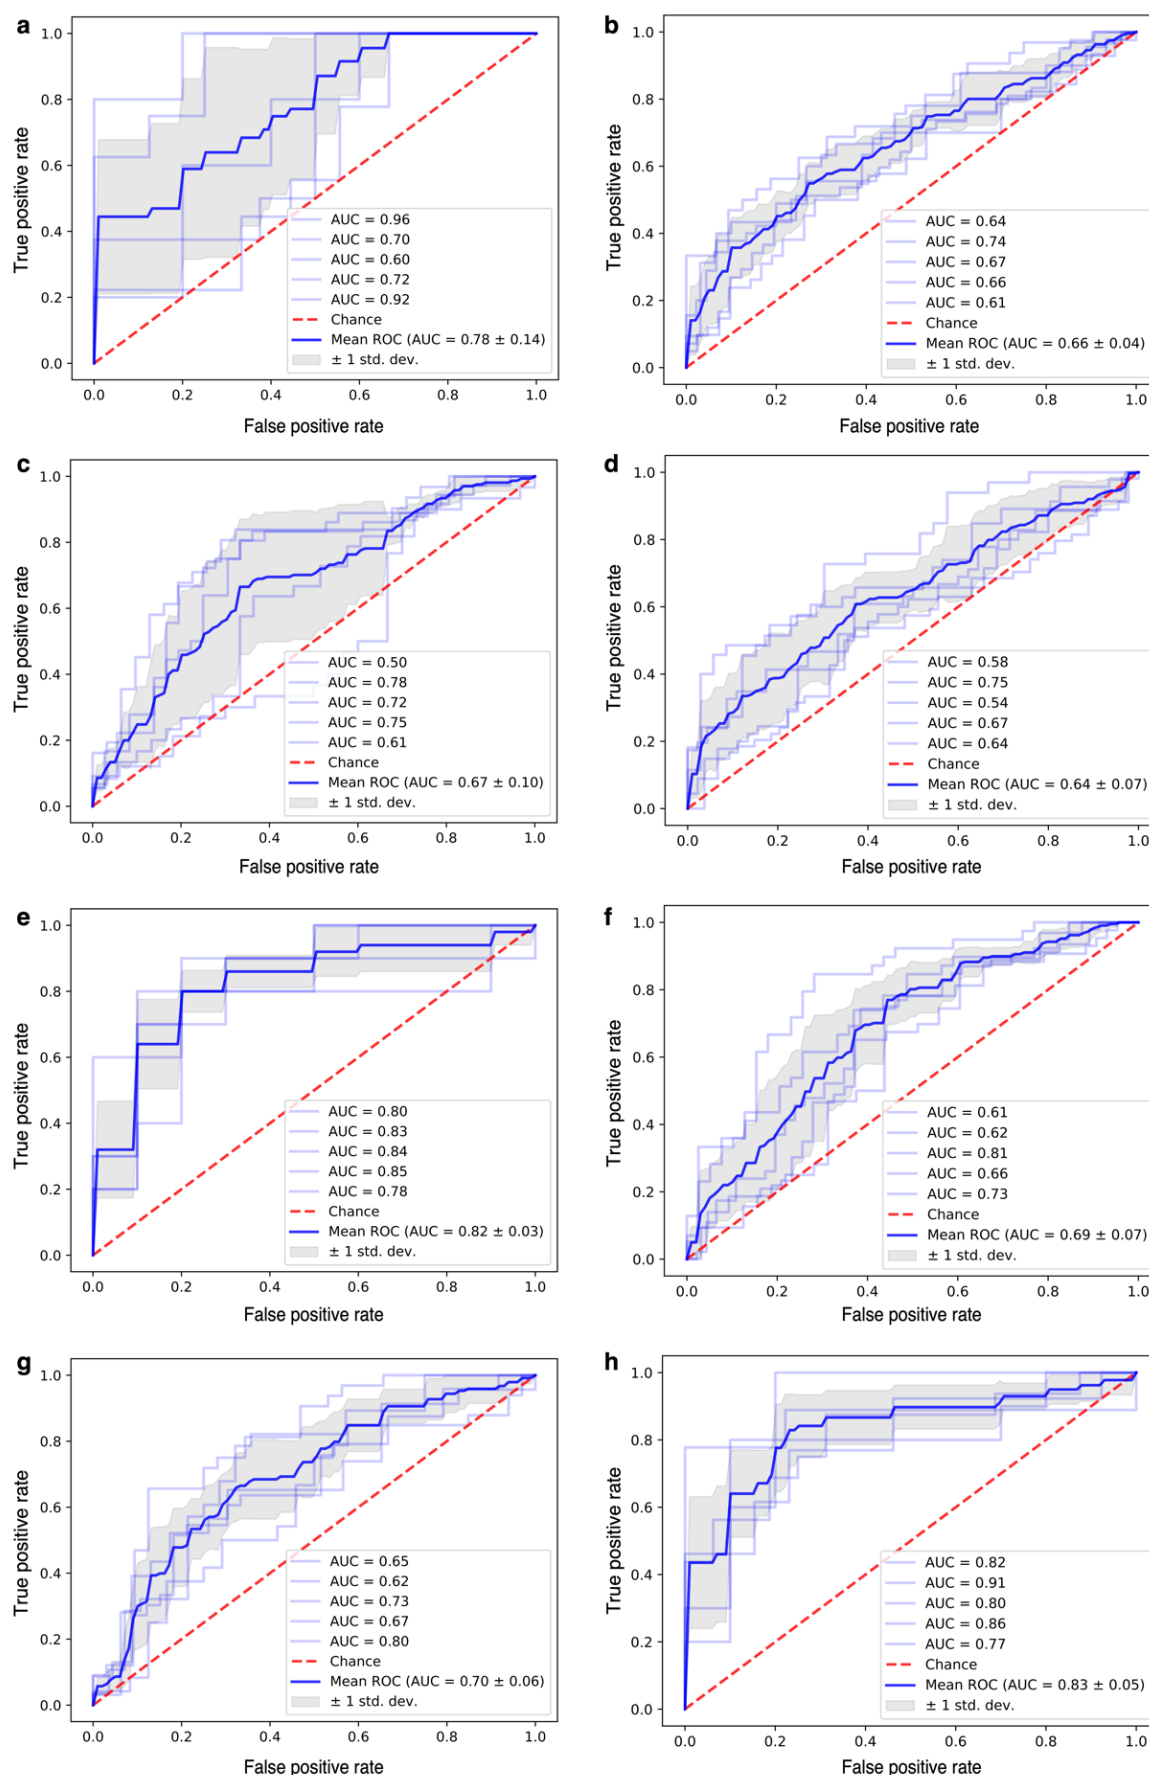 a
True positive rate
1.0
0.8
0.6
0.4
0.2
0.0
AUC = 0.96
AUC = 0.70
AUC = 0.60
AUC = 0.72
AUC = 0.92
Chance
Mean ROC (AUC = 0.78 ± 0.14)
± 1 std. dev.
0.0 0.2 0.4 0.6 0.8 1.0
False positive rate
b
True positive rate
1.0
0.8
0.6
0.4
0.2
0.0
AUC = 0.64
AUC = 0.74
AUC = 0.67
AUC = 0.66
AUC = 0.61
Chance
Mean ROC (AUC = 0.66 ± 0.04)
± 1 std. dev.
0.0 0.2 0.4 0.6 0.8 1.0
False positive rate
c
True positive rate
1.0
0.8
0.6
0.4
0.2
0.0
AUC = 0.50
AUC = 0.78
AUC = 0.72
AUC = 0.75
AUC = 0.61
Chance
Mean ROC (AUC = 0.67 ± 0.10)
± 1 std. dev.
0.0 0.2 0.4 0.6 0.8 1.0
False positive rate
d
True positive rate
1.0
0.8
0.6
0.4
0.2
0.0
AUC = 0.58
AUC = 0.75
AUC = 0.54
AUC = 0.67
AUC = 0.64
Chance
Mean ROC (AUC = 0.64 ± 0.07)
± 1 std. dev.
0.0 0.2 0.4 0.6 0.8 1.0
False positive rate
e
True positive rate
1.0
0.8
0.6
0.4
0.2
0.0
AUC = 0.80
AUC = 0.83
AUC = 0.84
AUC = 0.85
AUC = 0.78
Chance
Mean ROC (AUC = 0.82 ± 0.03)
± 1 std. dev.
0.0 0.2 0.4 0.6 0.8 1.0
False positive rate
f
True positive rate
1.0
0.8
0.6
0.4
0.2
0.0
AUC = 0.61
AUC = 0.62
AUC = 0.81
AUC = 0.66
AUC = 0.73
Chance
Mean ROC (AUC = 0.69 ± 0.07)
± 1 std. dev.
0.0 0.2 0.4 0.6 0.8 1.0
False positive rate
g
True positive rate
1.0
0.8
0.6
0.4
0.2
0.0
AUC = 0.65
AUC = 0.62
AUC = 0.73
AUC = 0.67
AUC = 0.80
Chance
Mean ROC (AUC = 0.70 ± 0.06)
± 1 std. dev.
0.0 0.2 0.4 0.6 0.8 1.0
False positive rate
h
True positive rate
1.0
0.8
0.6
0.4
0.2
0.0
AUC = 0.82
AUC = 0.91
AUC = 0.80
AUC = 0.86
AUC = 0.77
Chance
Mean ROC (AUC = 0.83 ± 0.05)
± 1 std. dev.
0.0 0.2 0.4 0.6 0.8 1.0
False positive rate